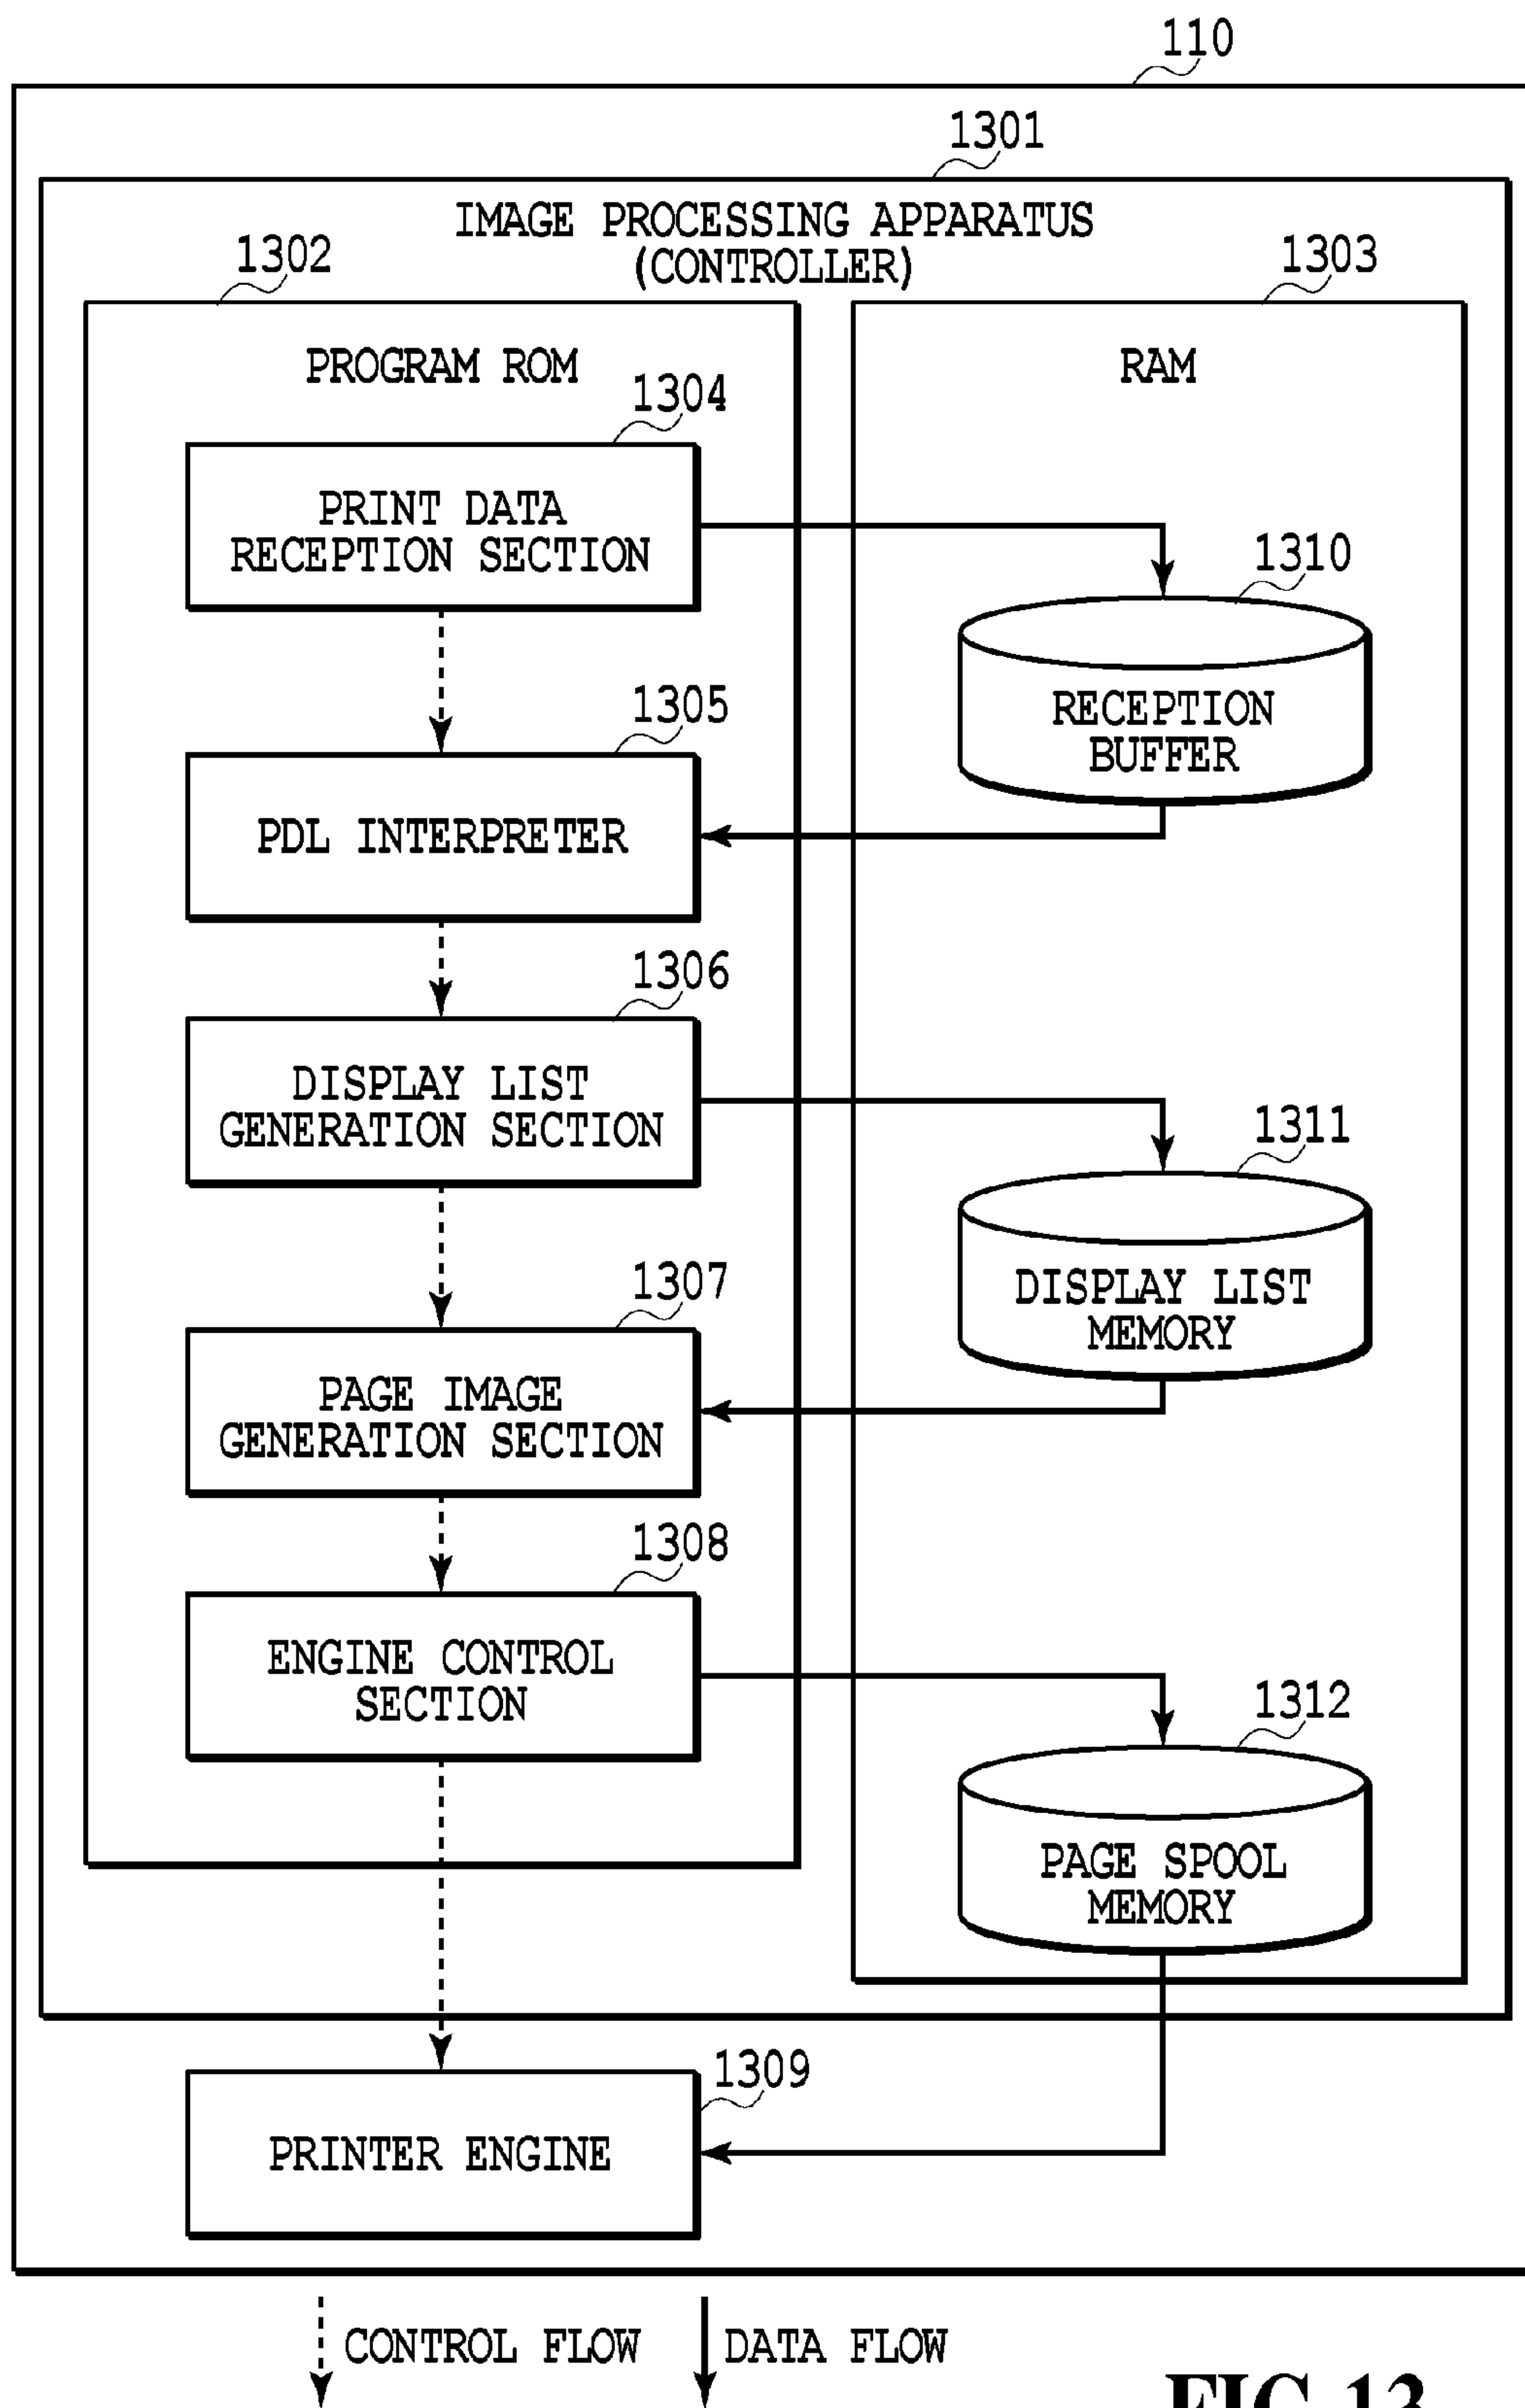 110
1301
IMAGE PROCESSING APPARATUS
(CONTROLLER)
1302
1303
PROGRAM ROM
RAM
1304
PRINT DATA
RECEPTION SECTION
1310
RECEPTION
BUFFER
1305
PDL INTERPRETER
1306
DISPLAY LIST
GENERATION SECTION
1311
DISPLAY LIST
MEMORY
1307
PAGE IMAGE
GENERATION SECTION
1308
ENGINE CONTROL
SECTION
1312
PAGE SPOOL
MEMORY
1309
PRINTER ENGINE
CONTROL FLOW
DATA FLOW
FIG.13